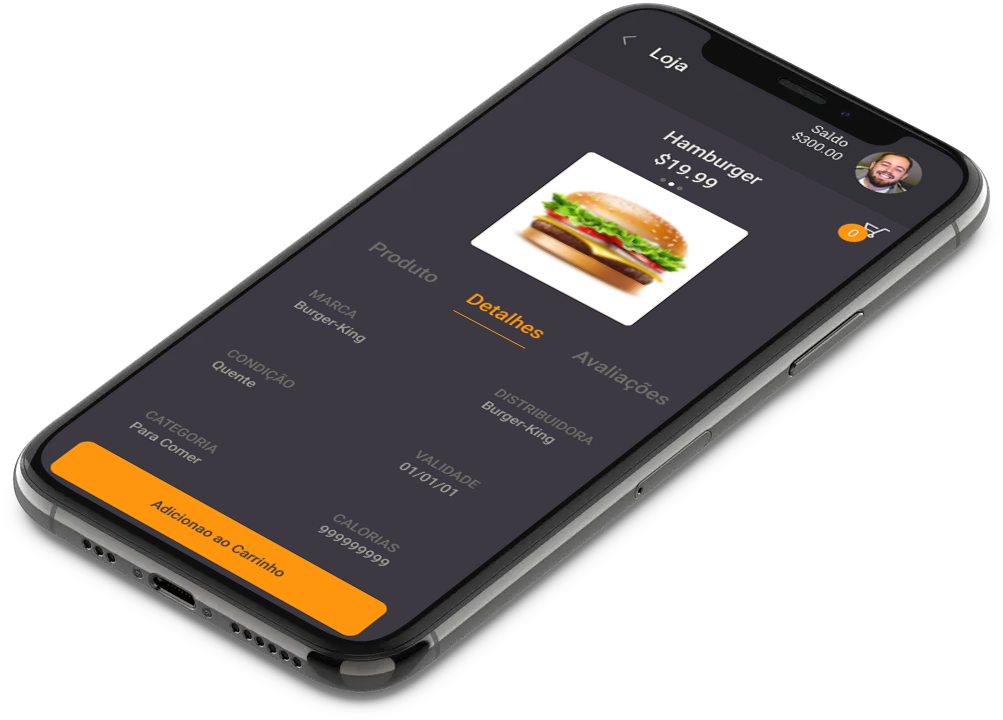 Loja
Saldo
$300.00
0
Hamburger
$19.99
Produto
Detalhes
Avaliações
MARCA
Burger-King
DISTRIBUIDORA
Burger-King
CONDIÇÃO
Quente
VALIDADE
01/01/01
CATEGORIA
Para Comer
CALORIAS
999999999
Adicionao ao Carrinho